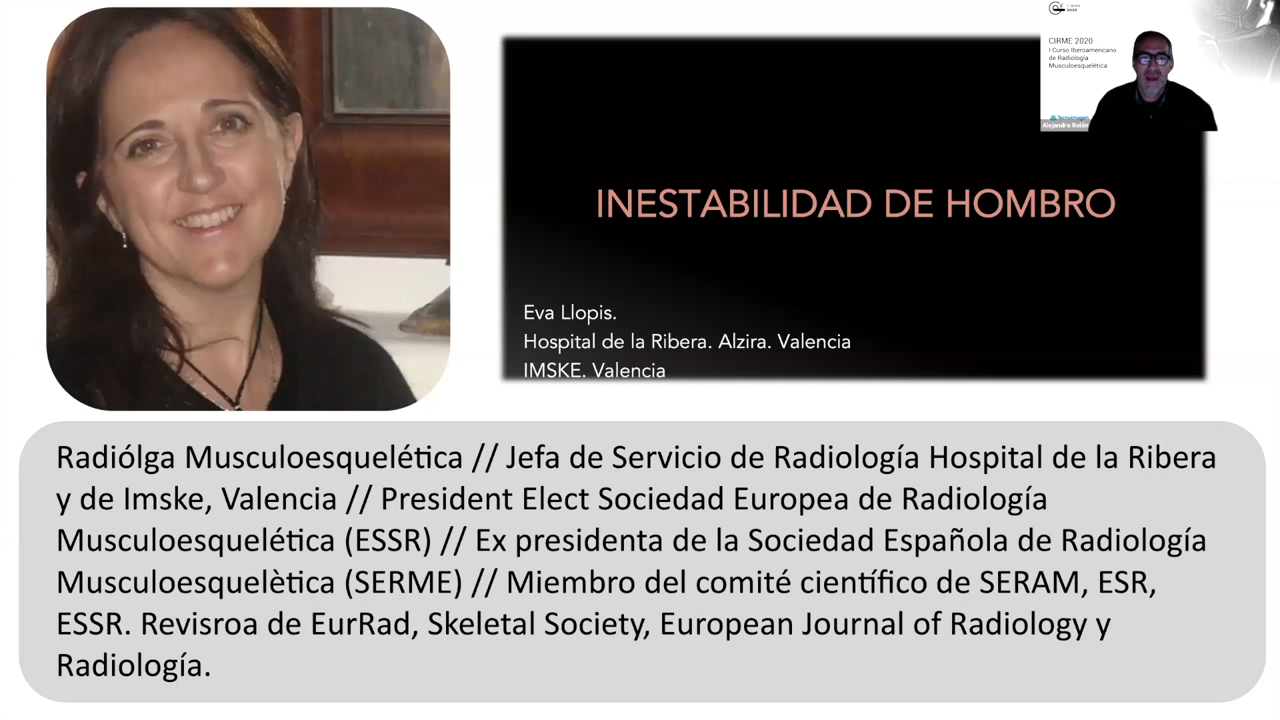 CIRME 2020
I Curso Iberoamericano
de Radiología
Musculoesquelética
Tecnoimagen
Alejandro Rolón
INESTABILIDAD DE HOMBRO
Eva Llopis.
Hospital de la Ribera. Alzira. Valencia
IMSKE. Valencia
Radiólga Musculoesquelética // Jefa de Servicio de Radiología Hospital de la Ribera
y de Imske, Valencia // President Elect Sociedad Europea de Radiología
Musculoesquelética (ESSR) // Ex presidenta de la Sociedad Española de Radiología
Musculoesquelètica (SERME) // Miembro del comité científico de SERAM, ESR,
ESSR. Revisroa de EurRad, Skeletal Society, European Journal of Radiology y
Radiología.